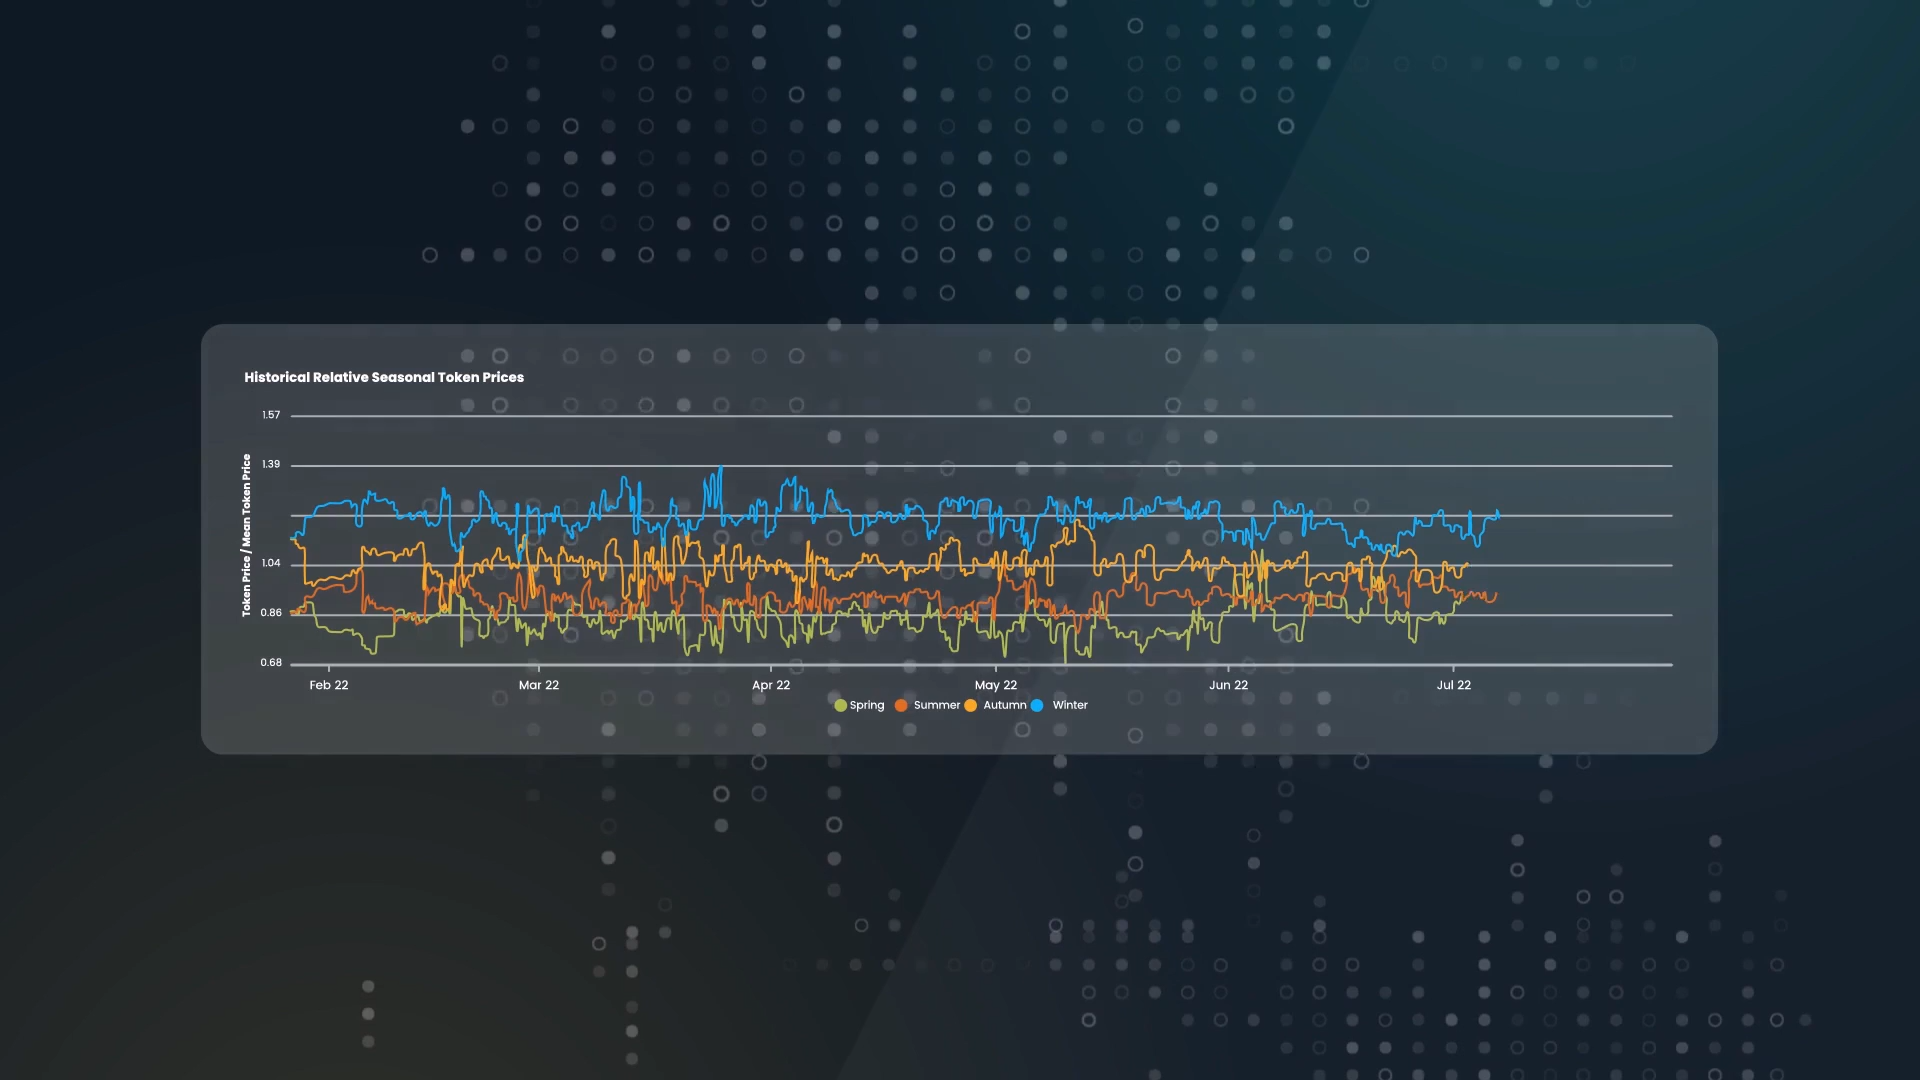 Historical Relative Seasonal Token Prices
Token Price / Mean Token Price
1.57
1.39
1.04
0.86
0.68
Feb 22 Mar 22 Apr 22 May 22 Jun 22 Jul 22
Spring Summer Autumn Winter